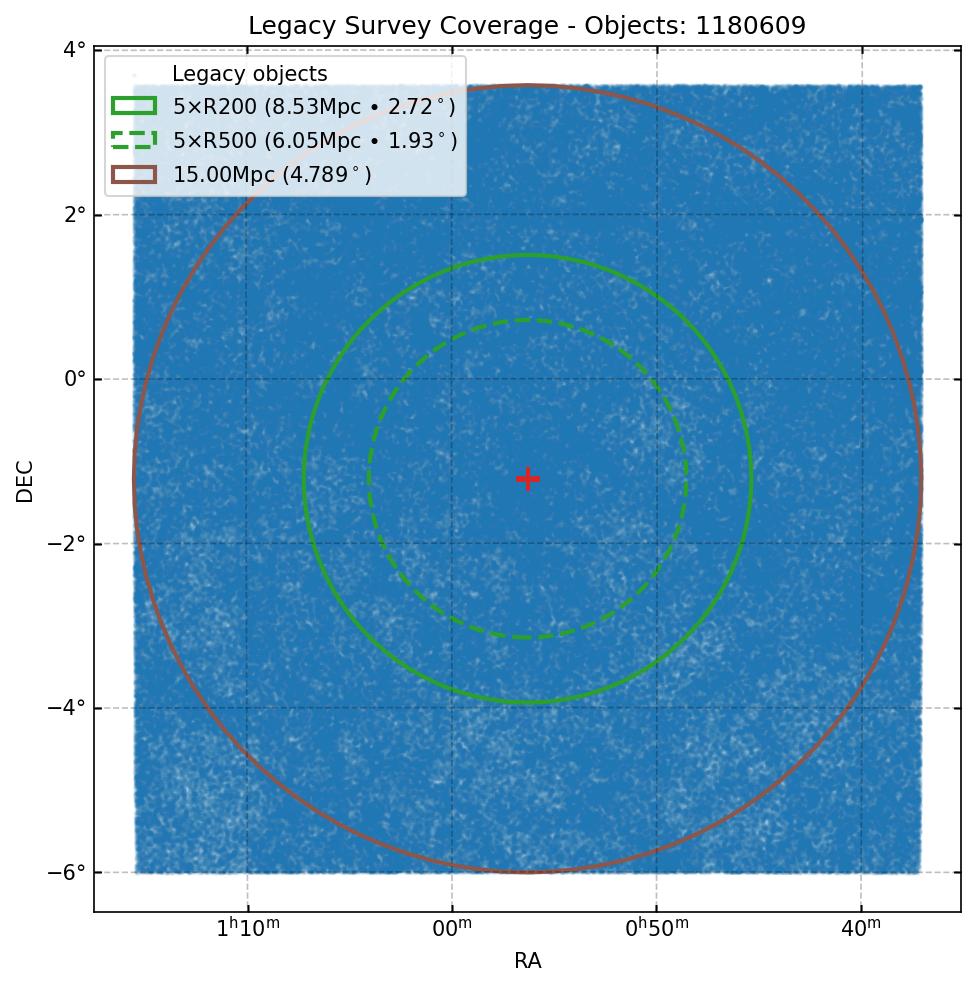 Legacy Survey Coverage - Objects: 1180609
4°
Legacy objects
5×R200 (8.53Mpc • 2.72°)
5×R500 (6.05Mpc • 1.93°)
15.00Mpc (4.789°)
2°
0°
DEC
−2°
−4°
−6°
1ʰ10ᵐ 00ᵐ 0ʰ50ᵐ 40ᵐ
RA